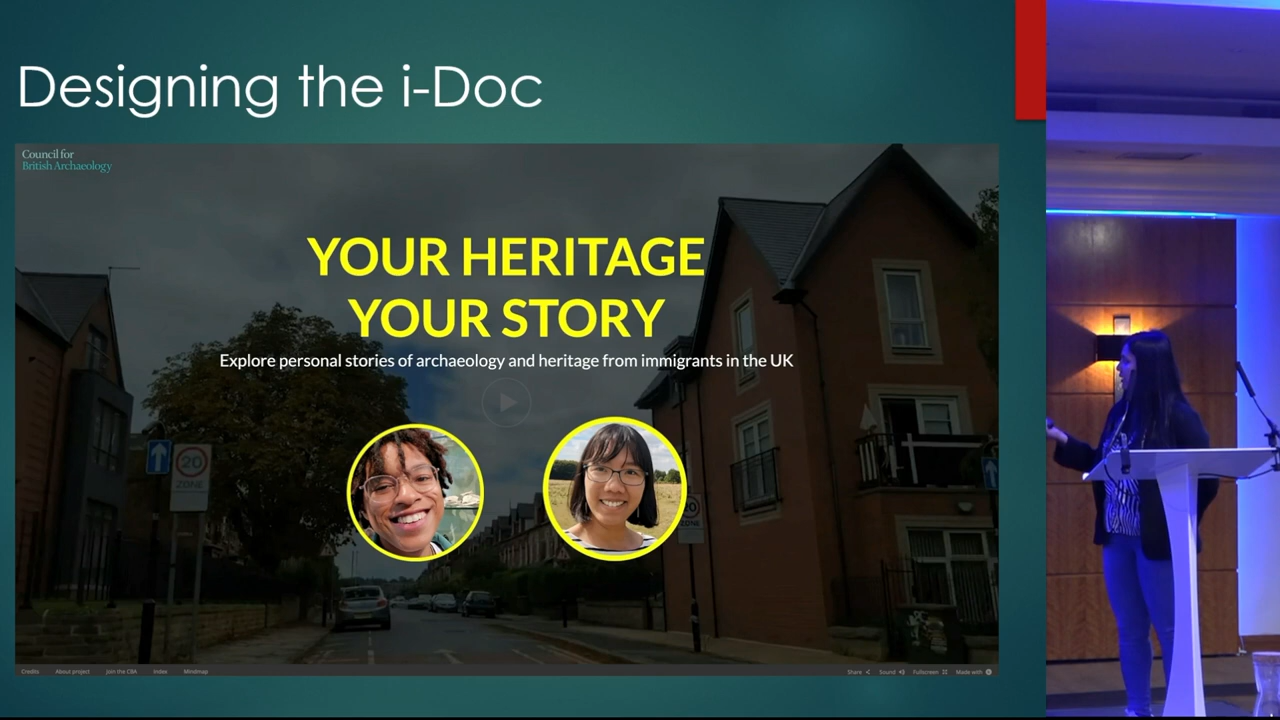 Designing the i-Doc
Council for
British Archaeology
YOUR HERITAGE
YOUR STORY
Explore personal stories of archaeology and heritage from immigrants in the UK
20
ZONE
20
ZONE
Credits About project Join the CBA Index Mindmap Share Sound Fullscreen Made with